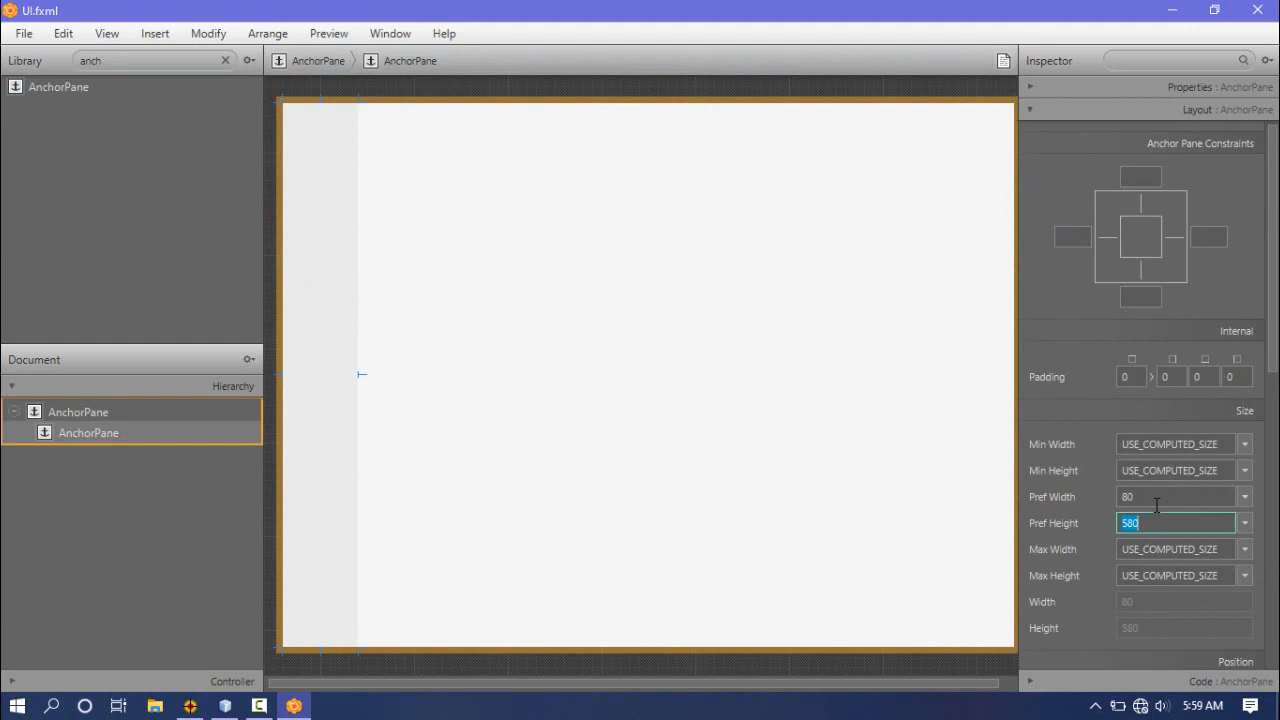 UI.fxml
File Edit View Insert Modify Arrange Preview Window Help
Library anch
AnchorPane
AnchorPane AnchorPane
Inspector
Properties : AnchorPane
Layout : AnchorPane
Anchor Pane Constraints
Internal
Padding 0 0 0 0
Size
Min Width USE_COMPUTED_SIZE
Min Height USE_COMPUTED_SIZE
Pref Width 80
Pref Height 580
Max Width USE_COMPUTED_SIZE
Max Height USE_COMPUTED_SIZE
Width 80
Height 580
Position
Code : AnchorPane
Document
Hierarchy
AnchorPane
AnchorPane
Controller
5:59 AM